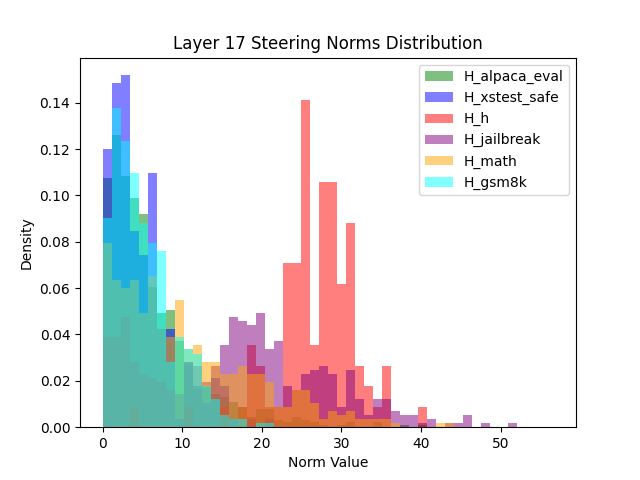 Layer 17 Steering Norms Distribution
H_alpaca_eval
H_xstest_safe
H_h
H_jailbreak
H_math
H_gsm8k
Density
0.14
0.12
0.10
0.08
0.06
0.04
0.02
0.00
0
10
20
30
40
50
Norm Value